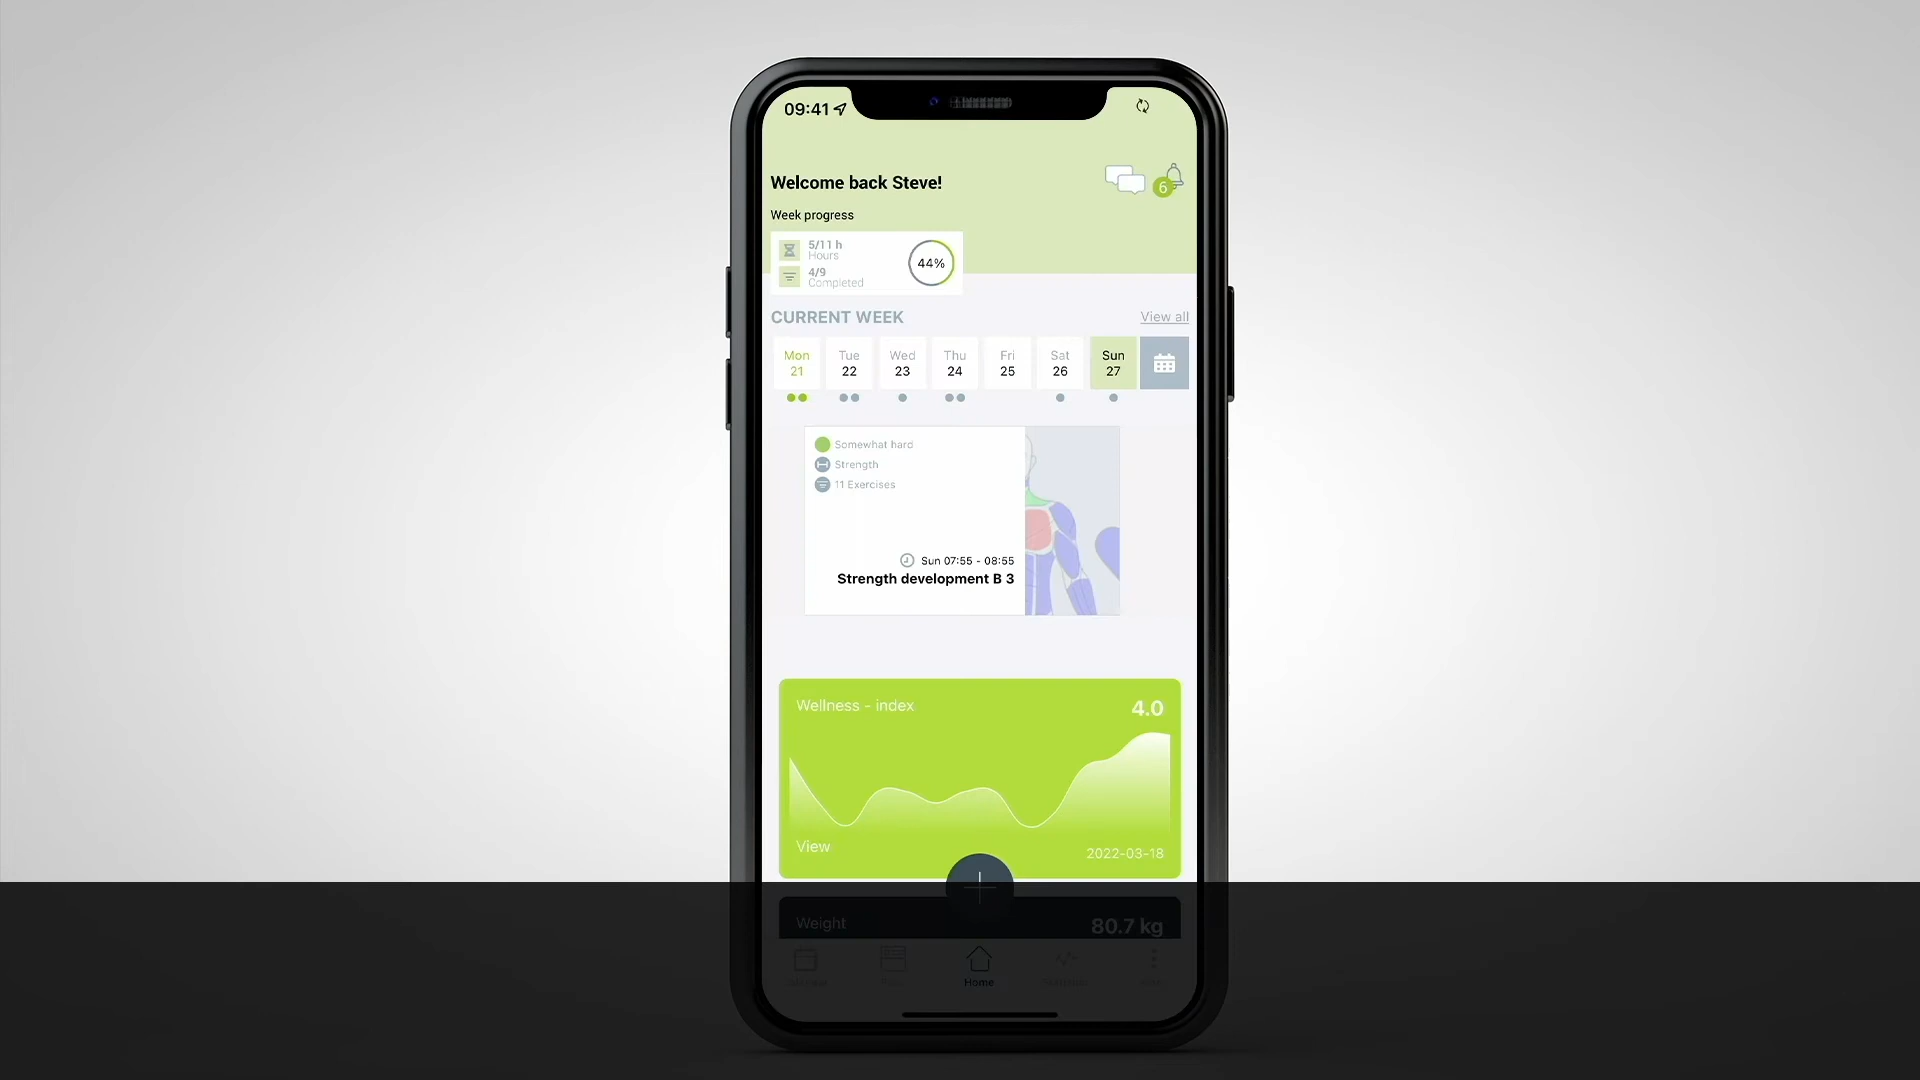 09:41
Welcome back Steve!
6
Week progress
5/11 h
Hours
4/9
Completed
44%
CURRENT WEEK
View all
Mon Tue Wed Thu Fri Sat Sun
21 22 23 24 25 26 27
Somewhat hard
Strength
11 Exercises
Sun 07:55 - 08:55
Strength development B 3
Wellness - index
4.0
View
2022-03-18
Weight
80.7 kg
Home